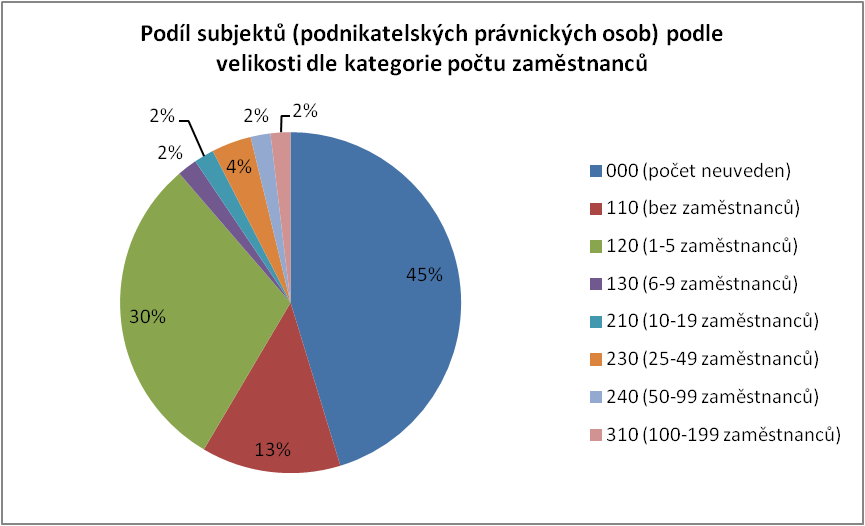 Podíl subjektů (podnikatelských právnických osob) podle
velikosti dle kategorie počtu zaměstnanců
2%
2%
2%
2%
4%
45%
30%
13%
000 (počet neuveden)
110 (bez zaměstnanců)
120 (1-5 zaměstnanců)
130 (6-9 zaměstnanců)
210 (10-19 zaměstnanců)
230 (25-49 zaměstnanců)
240 (50-99 zaměstnanců)
310 (100-199 zaměstnanců)